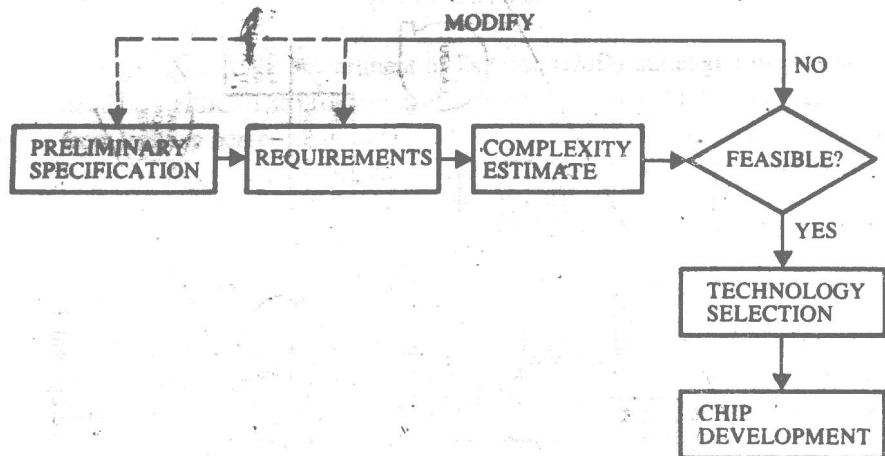 MODIFY
NO
PRELIMINARY
SPECIFICATION
REQUIREMENTS
COMPLEXITY
ESTIMATE
FEASIBLE?
YES
TECHNOLOGY
SELECTION
CHIP
DEVELOPMENT